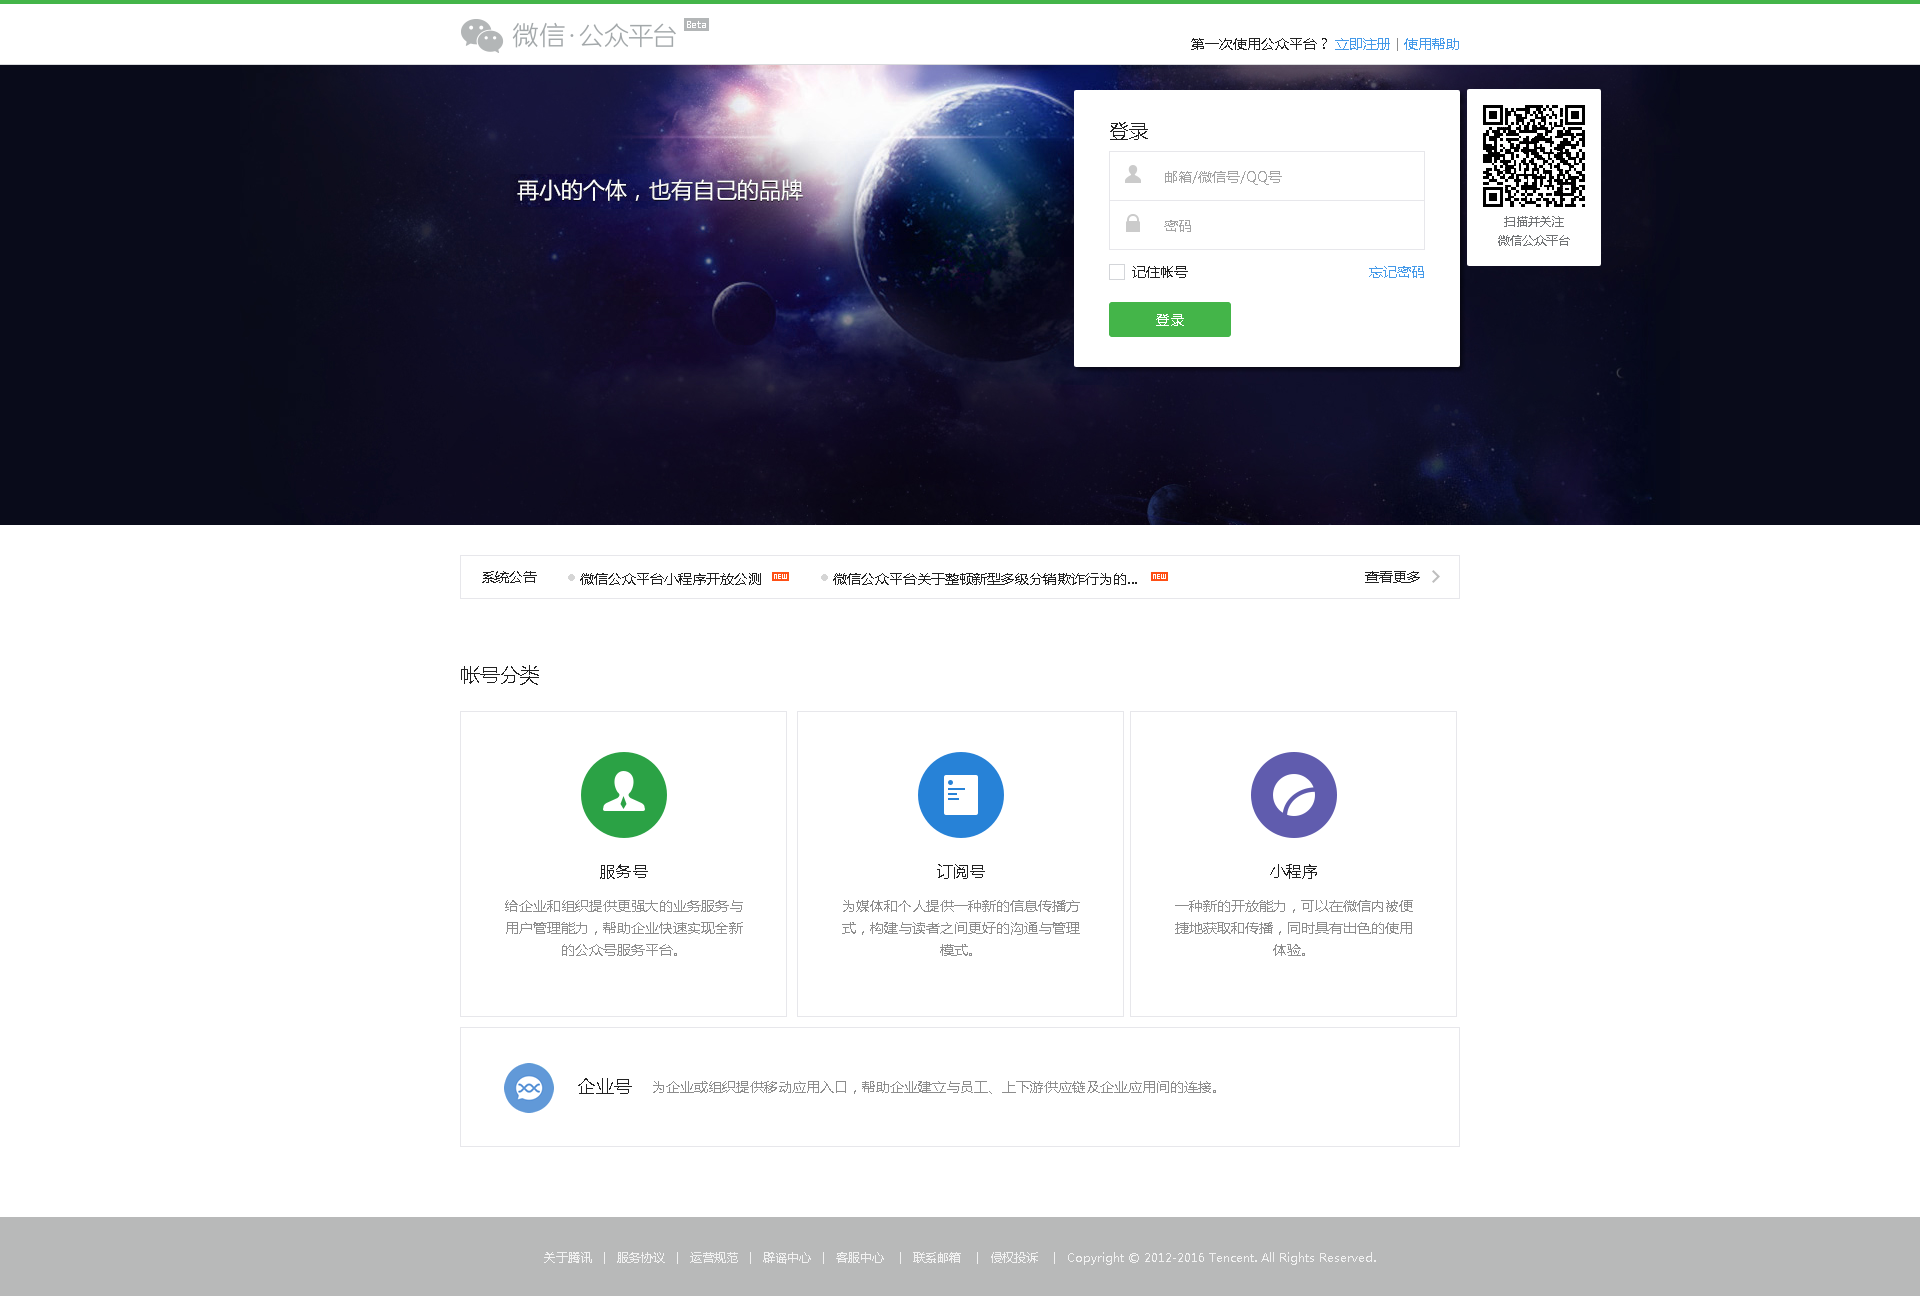 微信·公众平台 Beta
第一次使用公众平台？ 立即注册 | 使用帮助
再小的个体，也有自己的品牌
登录
邮箱/微信号/QQ号
密码
记住帐号 忘记密码
登录
扫描并关注
微信公众平台
系统公告 微信公众平台小程序开放公测 NEW 微信公众平台关于整顿新型多级分销欺诈行为的... NEW 查看更多
帐号分类
服务号
给企业和组织提供更强大的业务服务与
用户管理能力，帮助企业快速实现全新
的公众号服务平台。
订阅号
为媒体和个人提供一种新的信息传播方
式，构建与读者之间更好的沟通与管理
模式。
小程序
一种新的开放能力，可以在微信内被便
捷地获取和传播，同时具有出色的使用
体验。
企业号 为企业或组织提供移动应用入口，帮助企业建立与员工、上下游供应链及企业应用间的连接。
关于腾讯 | 服务协议 | 运营规范 | 辟谣中心 | 客服中心 | 联系邮箱 | 侵权投诉 | Copyright © 2012-2016 Tencent. All Rights Reserved.